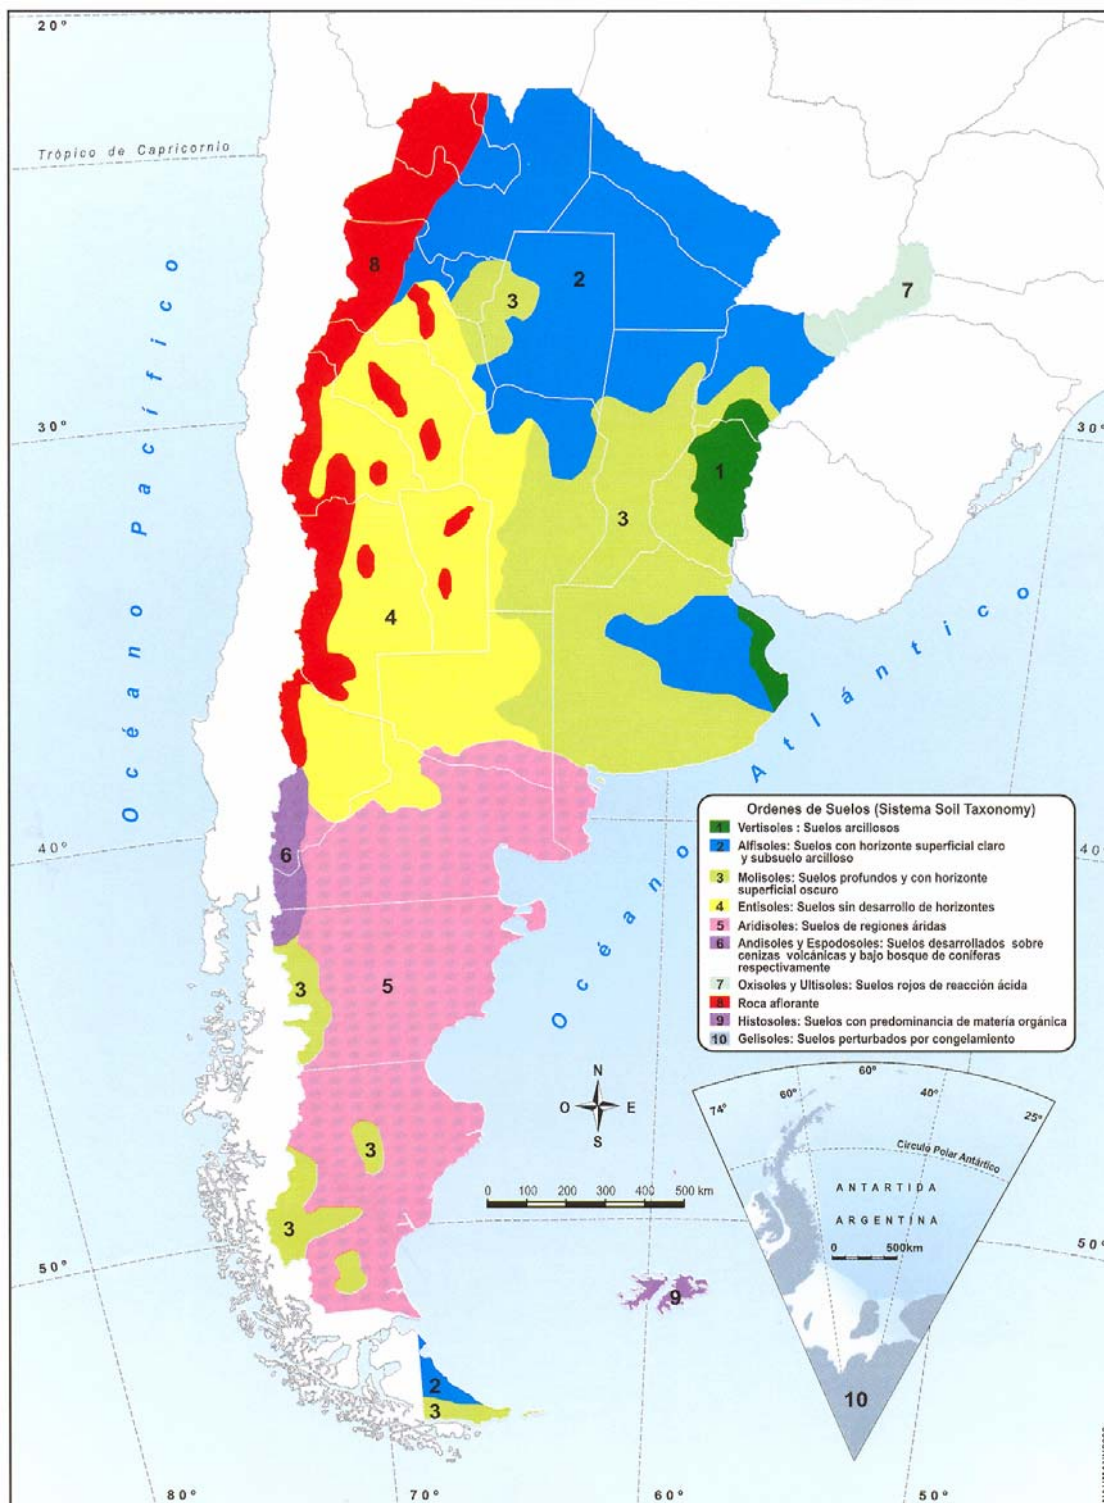 20°
Trópico de Capricornio
8
2
3
7
30°
30°
1
3
4
Océano Pacífico
Océano Atlántico
Ordenes de Suelos (Sistema Soil Taxonomy)
1 Vertisoles : Suelos arcillosos
2 Alfisoles: Suelos con horizonte superficial claro
y subsuelo arcilloso
3 Molisoles: Suelos profundos y con horizonte
superficial oscuro
4 Entisoles: Suelos sin desarrollo de horizontes
5 Aridisoles: Suelos de regiones áridas
6 Andisoles y Espodosoles: Suelos desarrollados sobre
cenizas volcánicas y bajo bosque de coníferas
respectivamente
7 Oxisoles y Ultisoles: Suelos rojos de reacción ácida
8 Roca aflorante
9 Histosoles: Suelos con predominancia de matería orgánica
10 Gelisoles: Suelos perturbados por congelamiento
40°
40°
6
5
3
3
3
N
O E
S
0 100 200 300 400 500 km
74°
60°
60°
40°
25°
Círculo Polar Antártico
ANTARTIDA
ARGENTINA
0 500km
10
50°
50°
9
2
3
80°
70°
60°
50°